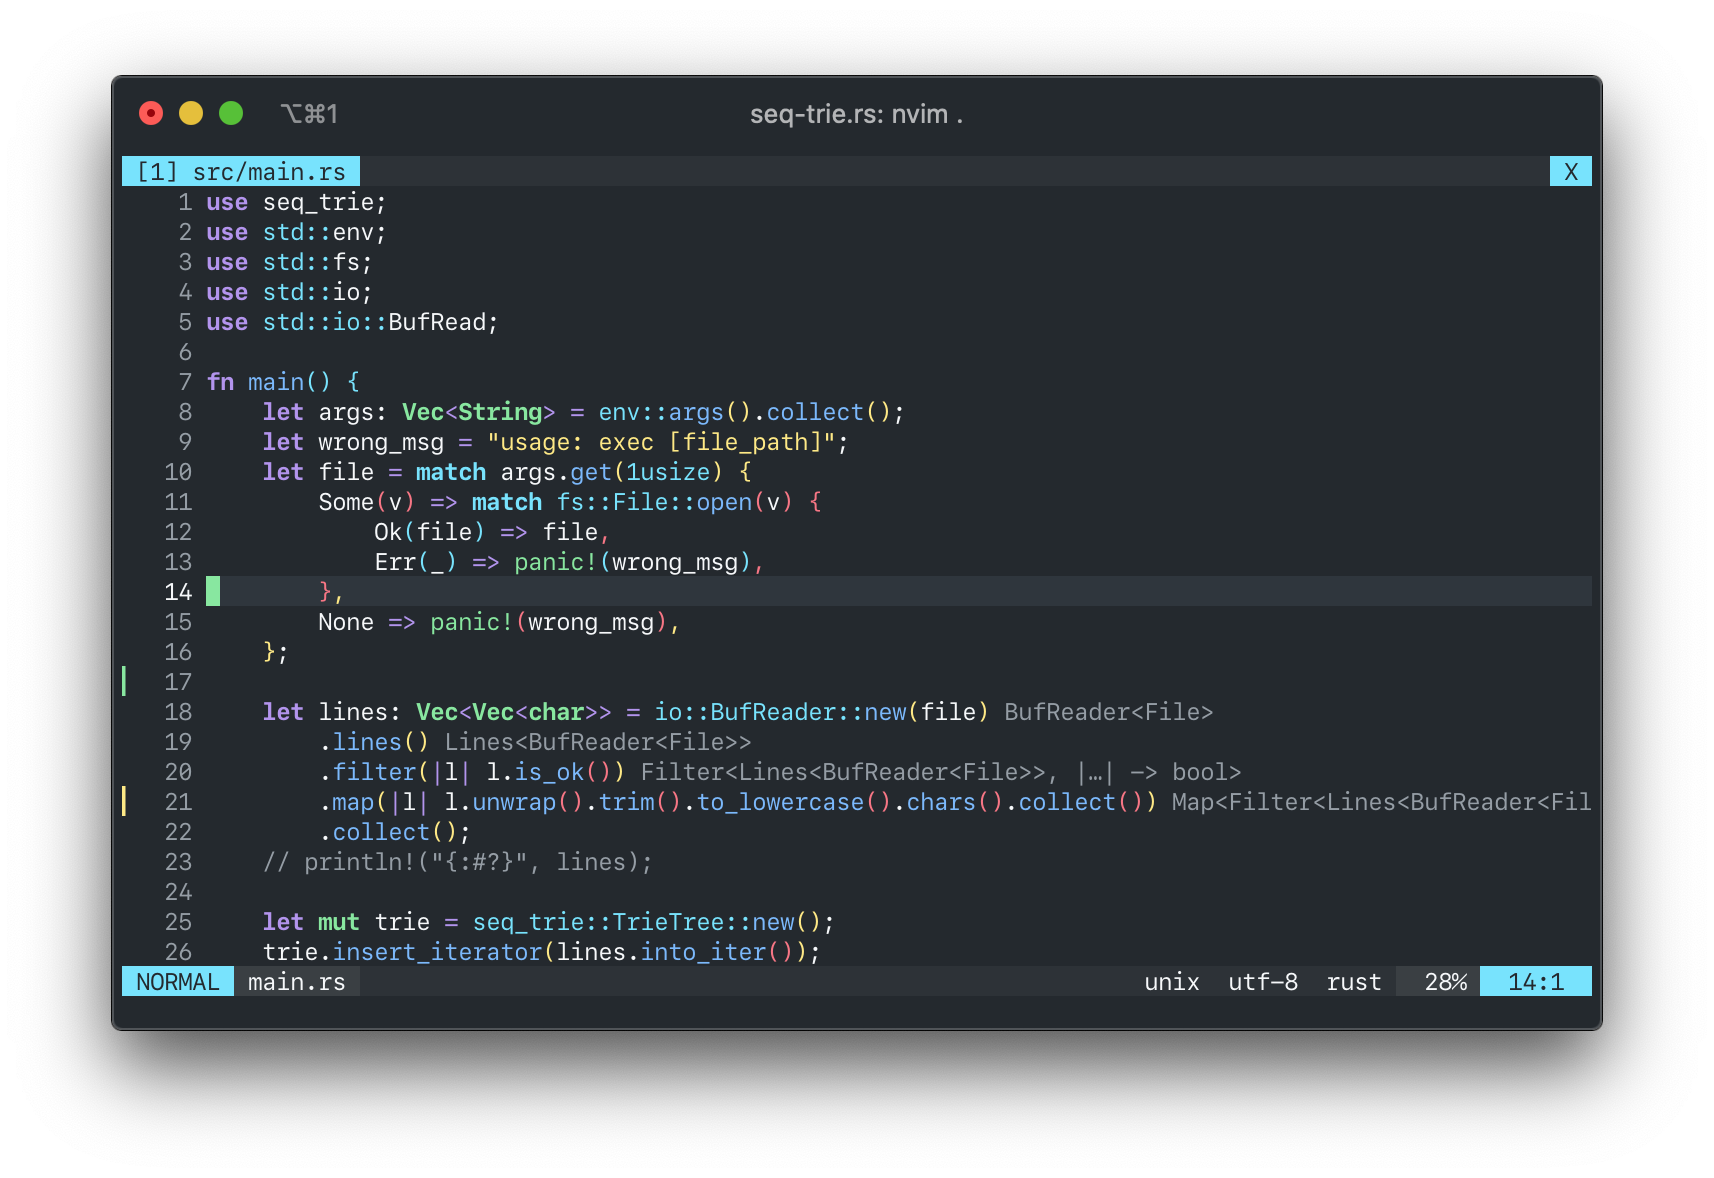 ⌥⌘1 seq-trie.rs: nvim .
[1] src/main.rs X
1 use seq_trie;
2 use std::env;
3 use std::fs;
4 use std::io;
5 use std::io::BufRead;
6
7 fn main() {
8     let args: Vec<String> = env::args().collect();
9     let wrong_msg = "usage: exec [file_path]";
10     let file = match args.get(1usize) {
11         Some(v) => match fs::File::open(v) {
12             Ok(file) => file,
13             Err(_) => panic!(wrong_msg),
14         },
15         None => panic!(wrong_msg),
16     };
17
18     let lines: Vec<Vec<char>> = io::BufReader::new(file) BufReader<File>
19         .lines() Lines<BufReader<File>>
20         .filter(|l| l.is_ok()) Filter<Lines<BufReader<File>>, |…| -> bool>
21         .map(|l| l.unwrap().trim().to_lowercase().chars().collect()) Map<Filter<Lines<BufReader<Fil
22         .collect();
23     // println!("{:#?}", lines);
24
25     let mut trie = seq_trie::TrieTree::new();
26     trie.insert_iterator(lines.into_iter());
NORMAL main.rs unix utf-8 rust 28% 14:1